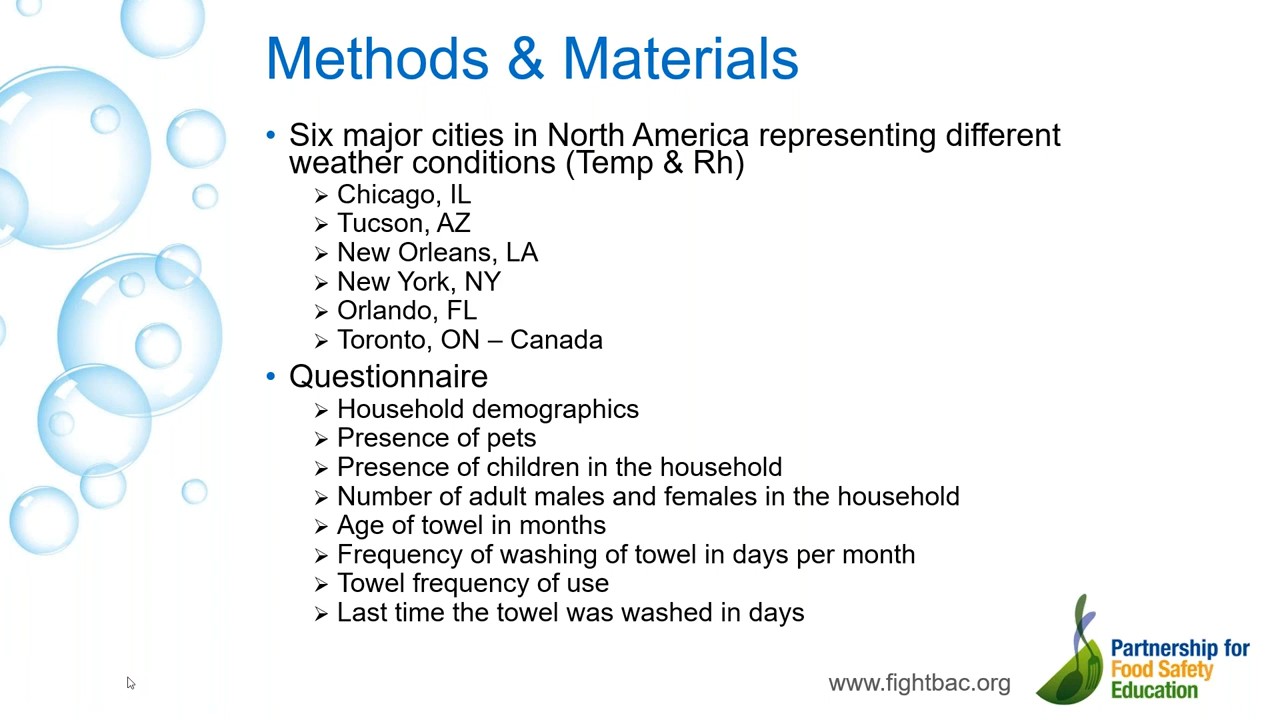 Methods & Materials
• Six major cities in North America representing different
weather conditions (Temp & Rh)
➢ Chicago, IL
➢ Tucson, AZ
➢ New Orleans, LA
➢ New York, NY
➢ Orlando, FL
➢ Toronto, ON – Canada
• Questionnaire
➢ Household demographics
➢ Presence of pets
➢ Presence of children in the household
➢ Number of adult males and females in the household
➢ Age of towel in months
➢ Frequency of washing of towel in days per month
➢ Towel frequency of use
➢ Last time the towel was washed in days
www.fightbac.org
Partnership for
Food Safety
Education